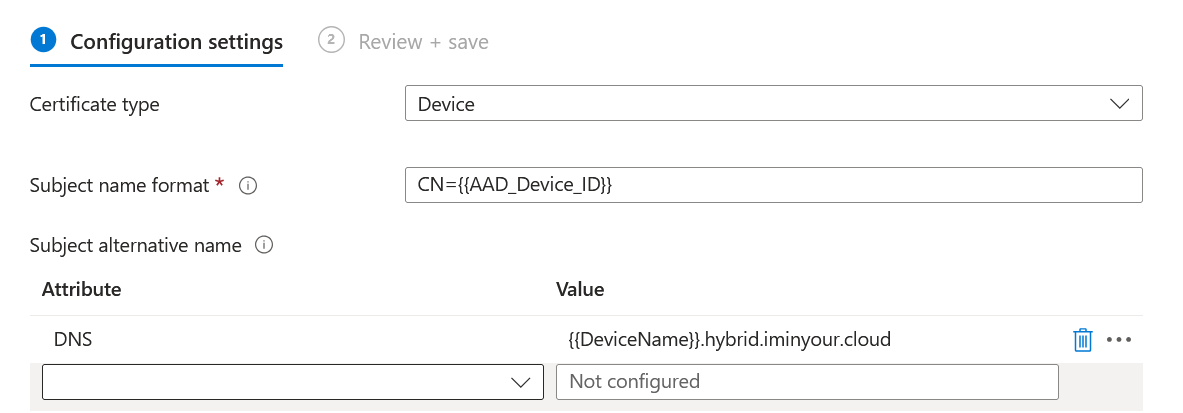 1 Configuration settings 2 Review + save
Certificate type Device
Subject name format * CN={{AAD_Device_ID}}
Subject alternative name
Attribute Value
DNS {{DeviceName}}.hybrid.iminyour.cloud
Not configured